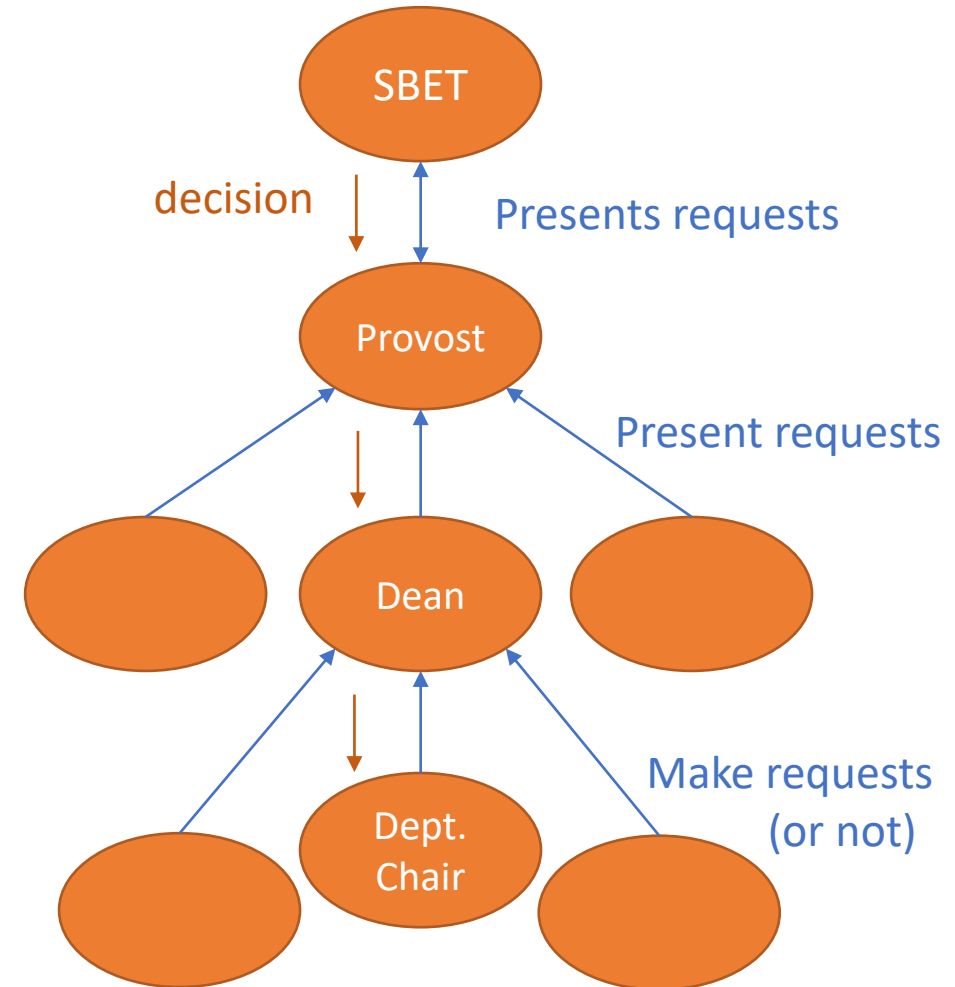 SBET
decision
Presents requests
Provost
Present requests
Dean
Make requests
(or not)
Dept.
Chair